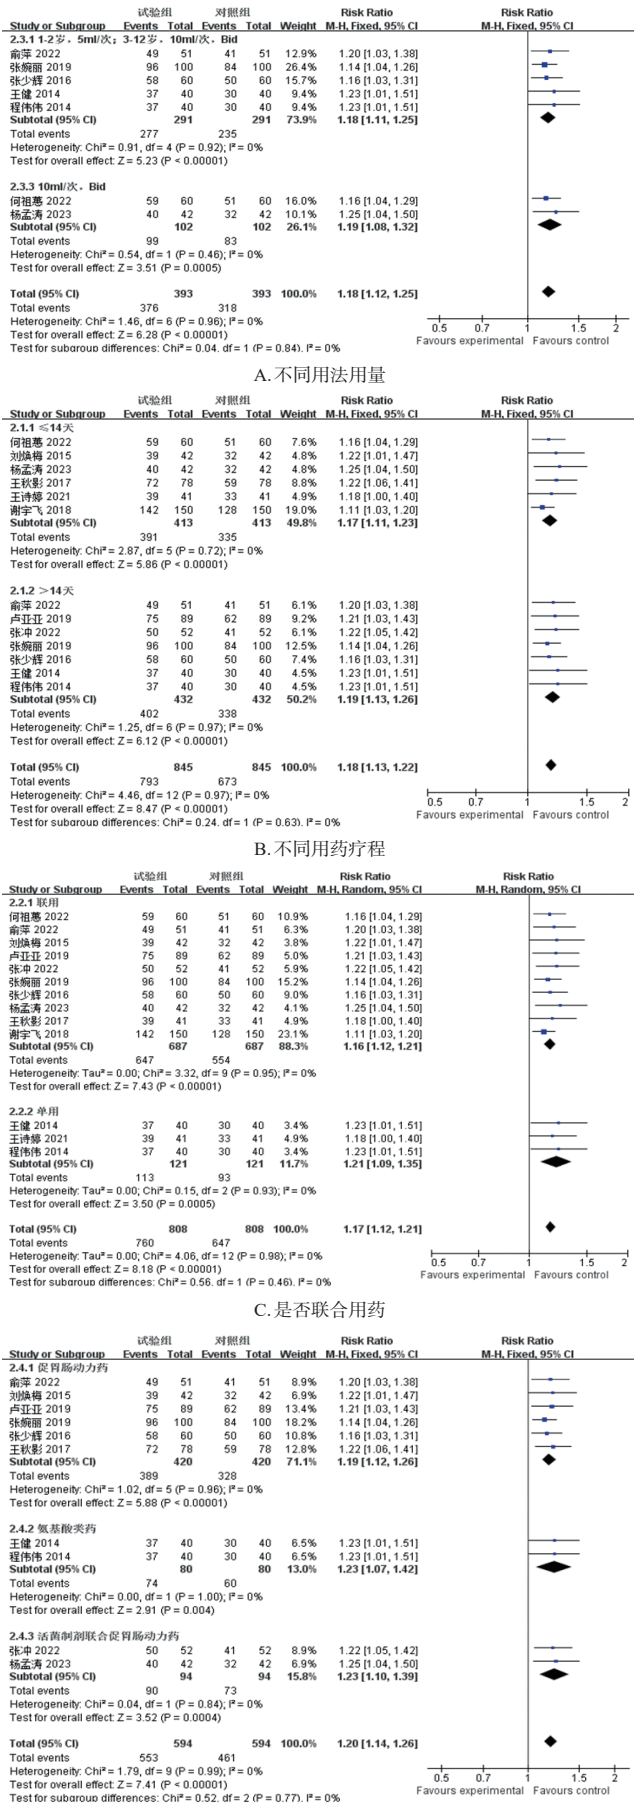 试验组 对照组 Risk Ratio Risk Ratio
Study or Subgroup Events Total Events Total Weight M-H, Fixed, 95% CI M-H, Fixed, 95% CI
2.3.1 1-2岁，5ml/次；3-12岁，10ml/次，Bid
俞萍 2022 49 51 41 51 12.9% 1.20 [1.03, 1.38]
张婉丽 2019 96 100 84 100 26.4% 1.14 [1.04, 1.26]
张少辉 2016 58 60 50 60 15.7% 1.16 [1.03, 1.31]
王健 2014 37 40 30 40 9.4% 1.23 [1.01, 1.51]
程伟伟 2014 37 40 30 40 9.4% 1.23 [1.01, 1.51]
Subtotal (95% CI) 291 291 73.9% 1.18 [1.11, 1.25]
Total events 277 235
Heterogeneity: Chi² = 0.91, df = 4 (P = 0.92); I² = 0%
Test for overall effect: Z = 5.23 (P < 0.00001)
2.3.3 10ml/次，Bid
何祖蕙 2022 59 60 51 60 16.0% 1.16 [1.04, 1.29]
杨孟涛 2023 40 42 32 42 10.1% 1.25 [1.04, 1.50]
Subtotal (95% CI) 102 102 26.1% 1.19 [1.08, 1.32]
Total events 99 83
Heterogeneity: Chi² = 0.54, df = 1 (P = 0.46); I² = 0%
Test for overall effect: Z = 3.51 (P = 0.0005)
Total (95% CI) 393 393 100.0% 1.18 [1.12, 1.25]
Total events 376 318
Heterogeneity: Chi² = 1.46, df = 6 (P = 0.96); I² = 0%
Test for overall effect: Z = 6.28 (P < 0.00001)
Test for subgroup differences: Chi² = 0.04, df = 1 (P = 0.84), I² = 0%
0.5 0.7 1 1.5 2
Favours experimental Favours control
A.不同用法用量
试验组 对照组 Risk Ratio Risk Ratio
Study or Subgroup Events Total Events Total Weight M-H, Fixed, 95% CI M-H, Fixed, 95% CI
2.1.1 ≤14天
何祖蕙 2022 59 60 51 60 7.6% 1.16 [1.04, 1.29]
刘焕梅 2015 39 42 32 42 4.8% 1.22 [1.01, 1.47]
杨孟涛 2023 40 42 32 42 4.8% 1.25 [1.04, 1.50]
王秋影 2017 72 78 59 78 8.8% 1.22 [1.06, 1.41]
王诗婷 2021 39 41 33 41 4.9% 1.18 [1.00, 1.40]
谢宇飞 2018 142 150 128 150 19.0% 1.11 [1.03, 1.20]
Subtotal (95% CI) 413 413 49.8% 1.17 [1.11, 1.23]
Total events 391 335
Heterogeneity: Chi² = 2.87, df = 5 (P = 0.72); I² = 0%
Test for overall effect: Z = 5.86 (P < 0.00001)
2.1.2 ＞14天
俞萍 2022 49 51 41 51 6.1% 1.20 [1.03, 1.38]
卢亚亚 2019 75 89 62 89 9.2% 1.21 [1.03, 1.43]
张冲 2022 50 52 41 52 6.1% 1.22 [1.05, 1.42]
张婉丽 2019 96 100 84 100 12.5% 1.14 [1.04, 1.26]
张少辉 2016 58 60 50 60 7.4% 1.16 [1.03, 1.31]
王健 2014 37 40 30 40 4.5% 1.23 [1.01, 1.51]
程伟伟 2014 37 40 30 40 4.5% 1.23 [1.01, 1.51]
Subtotal (95% CI) 432 432 50.2% 1.19 [1.13, 1.26]
Total events 402 338
Heterogeneity: Chi² = 1.25, df = 6 (P = 0.97); I² = 0%
Test for overall effect: Z = 6.12 (P < 0.00001)
Total (95% CI) 845 845 100.0% 1.18 [1.13, 1.22]
Total events 793 673
Heterogeneity: Chi² = 4.46, df = 12 (P = 0.97); I² = 0%
Test for overall effect: Z = 8.47 (P < 0.00001)
Test for subgroup differences: Chi² = 0.24, df = 1 (P = 0.63), I² = 0%
0.5 0.7 1 1.5 2
Favours experimental Favours control
B.不同用药疗程
试验组 对照组 Risk Ratio Risk Ratio
Study or Subgroup Events Total Events Total Weight M-H, Random, 95% CI M-H, Random, 95% CI
2.2.1 联用
何祖蕙 2022 59 60 51 60 10.9% 1.16 [1.04, 1.29]
俞萍 2022 49 51 41 51 6.3% 1.20 [1.03, 1.38]
刘焕梅 2015 39 42 32 42 3.8% 1.22 [1.01, 1.47]
卢亚亚 2019 75 89 62 89 5.0% 1.21 [1.03, 1.43]
张冲 2022 50 52 41 52 5.9% 1.22 [1.05, 1.42]
张婉丽 2019 96 100 84 100 15.2% 1.14 [1.04, 1.26]
张少辉 2016 58 60 50 60 9.0% 1.16 [1.03, 1.31]
杨孟涛 2023 40 42 32 42 4.0% 1.25 [1.04, 1.50]
王秋影 2017 39 41 33 41 4.9% 1.18 [1.00, 1.40]
谢宇飞 2018 142 150 128 150 23.1% 1.11 [1.03, 1.20]
Subtotal (95% CI) 687 687 88.3% 1.16 [1.12, 1.21]
Total events 647 554
Heterogeneity: Tau² = 0.00; Chi² = 3.32, df = 9 (P = 0.95); I² = 0%
Test for overall effect: Z = 7.43 (P < 0.00001)
2.2.2 单用
王健 2014 37 40 30 40 3.4% 1.23 [1.01, 1.51]
王诗婷 2021 39 41 33 41 4.9% 1.18 [1.00, 1.40]
程伟伟 2014 37 40 30 40 3.4% 1.23 [1.01, 1.51]
Subtotal (95% CI) 121 121 11.7% 1.21 [1.09, 1.35]
Total events 113 93
Heterogeneity: Tau² = 0.00; Chi² = 0.15, df = 2 (P = 0.93); I² = 0%
Test for overall effect: Z = 3.50 (P = 0.0005)
Total (95% CI) 808 808 100.0% 1.17 [1.12, 1.21]
Total events 760 647
Heterogeneity: Tau² = 0.00; Chi² = 4.06, df = 12 (P = 0.98); I² = 0%
Test for overall effect: Z = 8.18 (P < 0.00001)
Test for subgroup differences: Chi² = 0.56, df = 1 (P = 0.46), I² = 0%
0.5 0.7 1 1.5 2
Favours experimental Favours control
C.是否联合用药
试验组 对照组 Risk Ratio Risk Ratio
Study or Subgroup Events Total Events Total Weight M-H, Fixed, 95% CI M-H, Fixed, 95% CI
2.4.1 促胃肠动力药
俞萍 2022 49 51 41 51 8.9% 1.20 [1.03, 1.38]
刘焕梅 2015 39 42 32 42 6.9% 1.22 [1.01, 1.47]
卢亚亚 2019 75 89 62 89 13.4% 1.21 [1.03, 1.43]
张婉丽 2019 96 100 84 100 18.2% 1.14 [1.04, 1.26]
张少辉 2016 58 60 50 60 10.8% 1.16 [1.03, 1.31]
王秋影 2017 72 78 59 78 12.8% 1.22 [1.06, 1.41]
Subtotal (95% CI) 420 420 71.1% 1.19 [1.12, 1.26]
Total events 389 328
Heterogeneity: Chi² = 1.02, df = 5 (P = 0.96); I² = 0%
Test for overall effect: Z = 5.88 (P < 0.00001)
2.4.2 氨基酸类药
王健 2014 37 40 30 40 6.5% 1.23 [1.01, 1.51]
程伟伟 2014 37 40 30 40 6.5% 1.23 [1.01, 1.51]
Subtotal (95% CI) 80 80 13.0% 1.23 [1.07, 1.42]
Total events 74 60
Heterogeneity: Chi² = 0.00, df = 1 (P = 1.00); I² = 0%
Test for overall effect: Z = 2.91 (P = 0.004)
2.4.3 活菌制剂联合促胃肠动力药
张冲 2022 50 52 41 52 8.9% 1.22 [1.05, 1.42]
杨孟涛 2023 40 42 32 42 6.9% 1.25 [1.04, 1.50]
Subtotal (95% CI) 94 94 15.8% 1.23 [1.10, 1.39]
Total events 90 73
Heterogeneity: Chi² = 0.04, df = 1 (P = 0.84); I² = 0%
Test for overall effect: Z = 3.52 (P = 0.0004)
Total (95% CI) 594 594 100.0% 1.20 [1.14, 1.26]
Total events 553 461
Heterogeneity: Chi² = 1.79, df = 9 (P = 0.99); I² = 0%
Test for overall effect: Z = 7.41 (P < 0.00001)
Test for subgroup differences: Chi² = 0.52, df = 2 (P = 0.77), I² = 0%
0.5 0.7 1 1.5 2
Favours experimental Favours control